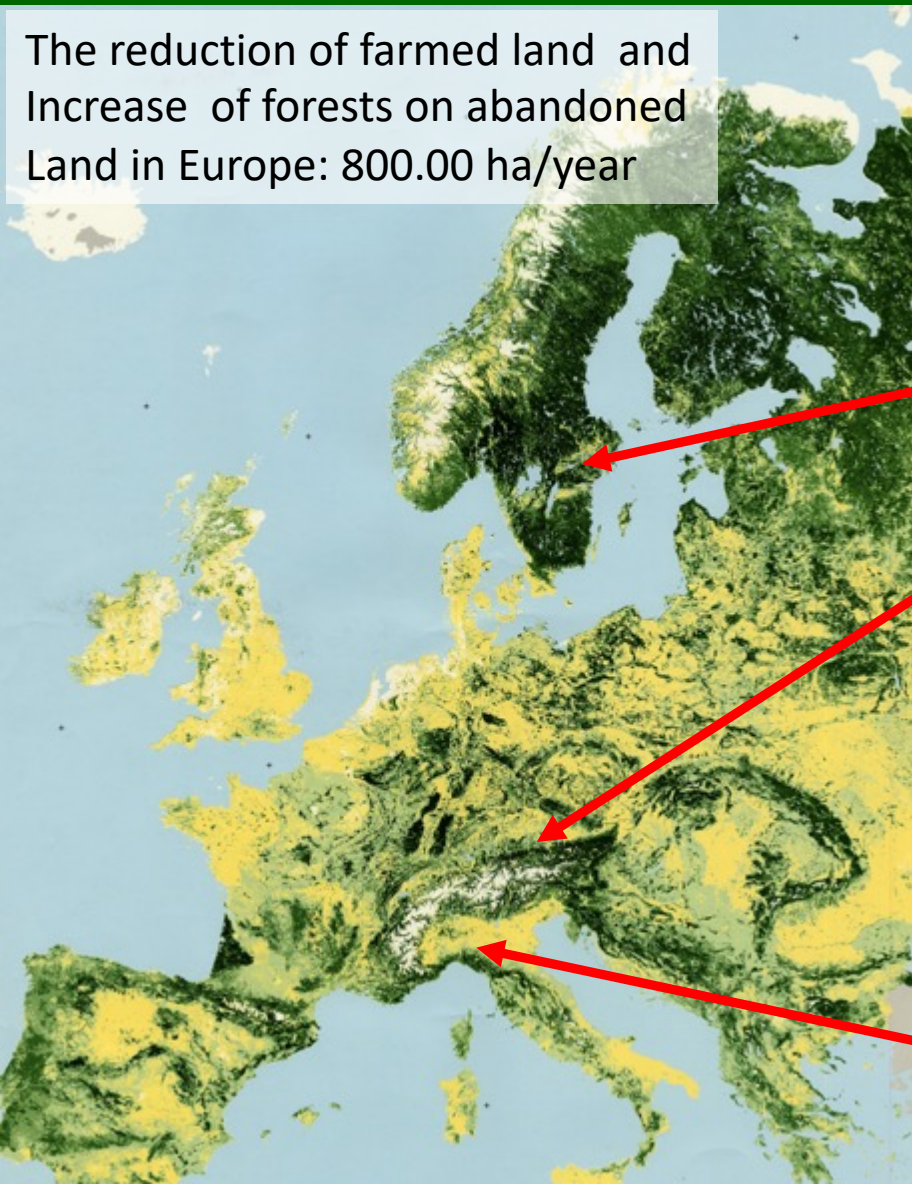 The reduction of farmed land  and
Increase  of forests on abandoned
Land in Europe: 800.00 ha/year